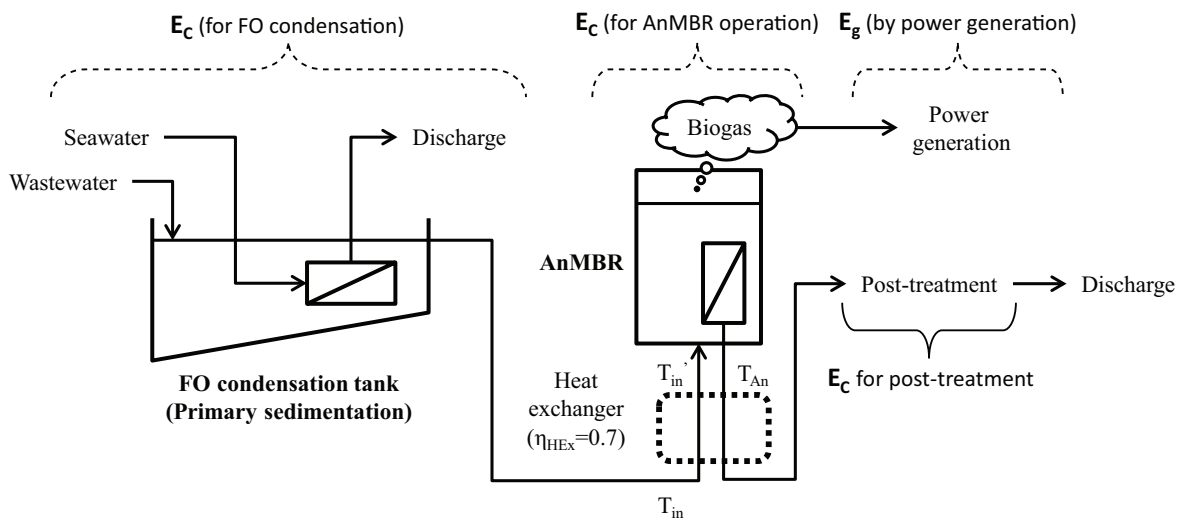 E_C (for FO condensation)
E_C (for AnMBR operation)
E_g (by power generation)
Seawater
Discharge
Wastewater
Biogas
Power
generation
AnMBR
Post-treatment
Discharge
FO condensation tank
(Primary sedimentation)
Heat
exchanger
(η_HEx=0.7)
T_in'
T_An
E_C for post-treatment
T_in